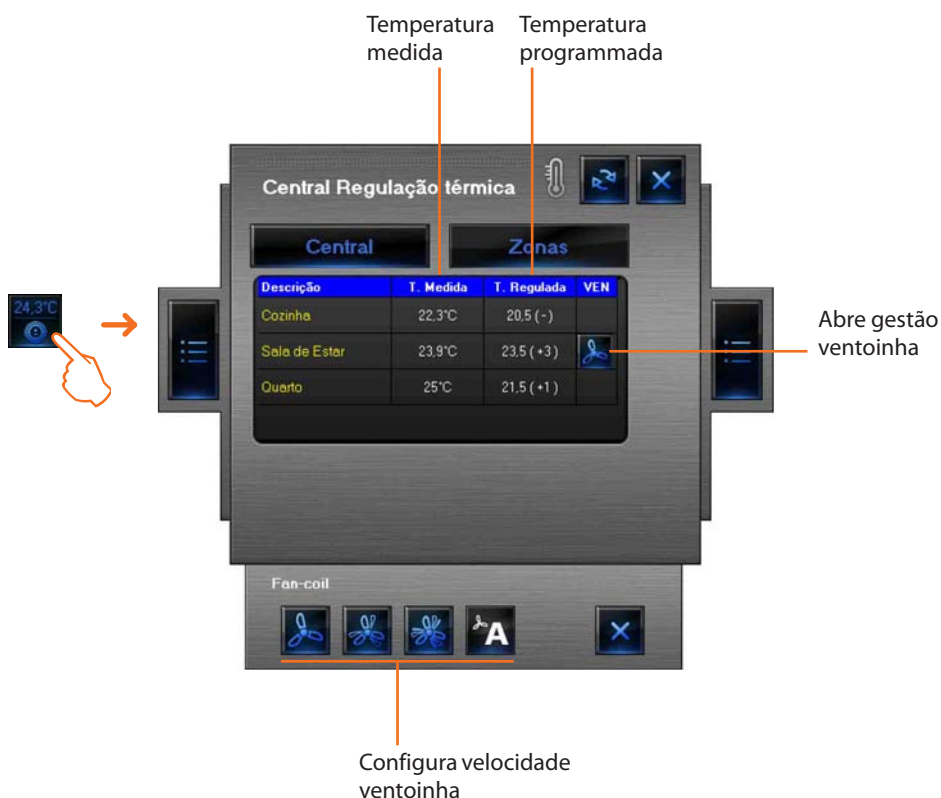 Temperatura medida
Temperatura programmada
Central Regulação térmica
Central
Zonas
Descrição T. Medida T. Regulada VEN
Cozinha 22,3°C 20,5 (-)
Sala de Estar 23,9°C 23,5 (+3)
Quarto 25°C 21,5 (+1)
24,3°C
Abre gestão
ventoinha
Fan-coil
A
Configura velocidade
ventoinha